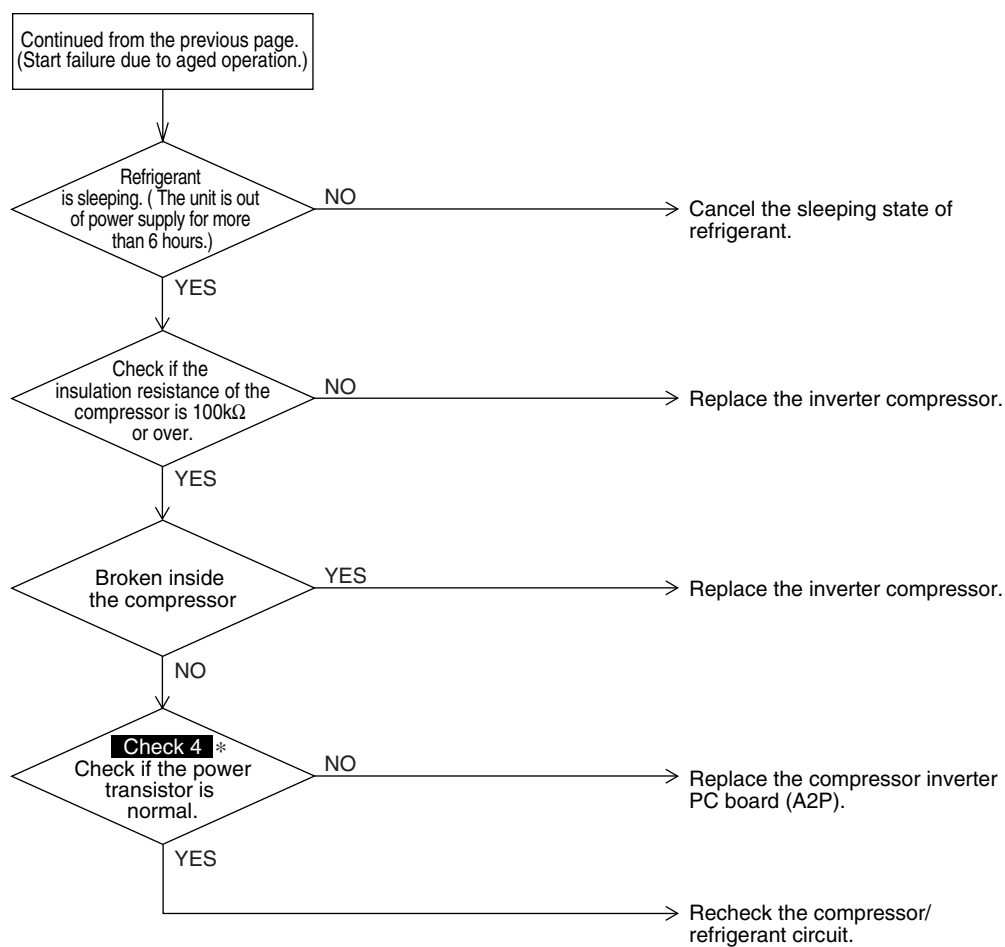 Continued from the previous page.
(Start failure due to aged operation.)
Refrigerant
is sleeping. ( The unit is out
of power supply for more
than 6 hours.)
NO
Cancel the sleeping state of
refrigerant.
YES
Check if the
insulation resistance of the
compressor is 100kΩ
or over.
NO
Replace the inverter compressor.
YES
Broken inside
the compressor
YES
Replace the inverter compressor.
NO
Check 4 *
Check if the power
transistor is
normal.
NO
Replace the compressor inverter
PC board (A2P).
YES
Recheck the compressor/
refrigerant circuit.